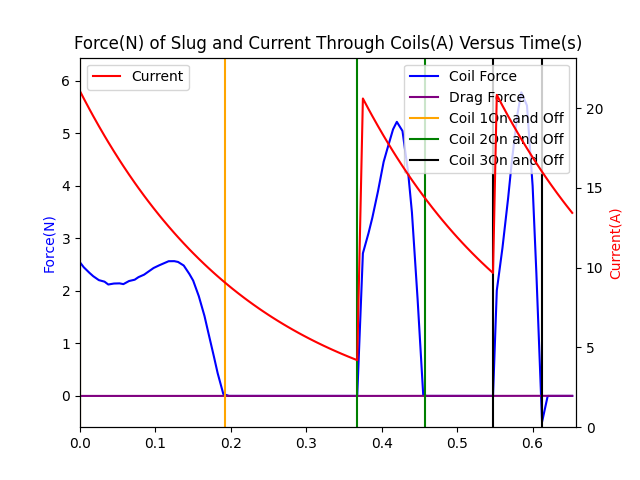 Force(N) of Slug and Current Through Coils(A) Versus Time(s)
Current
Coil Force
Drag Force
Coil 1On and Off
Coil 2On and Off
Coil 3On and Off
Force(N)
6
5
4
3
2
1
0
Current(A)
20
15
10
5
0
0.0 0.1 0.2 0.3 0.4 0.5 0.6